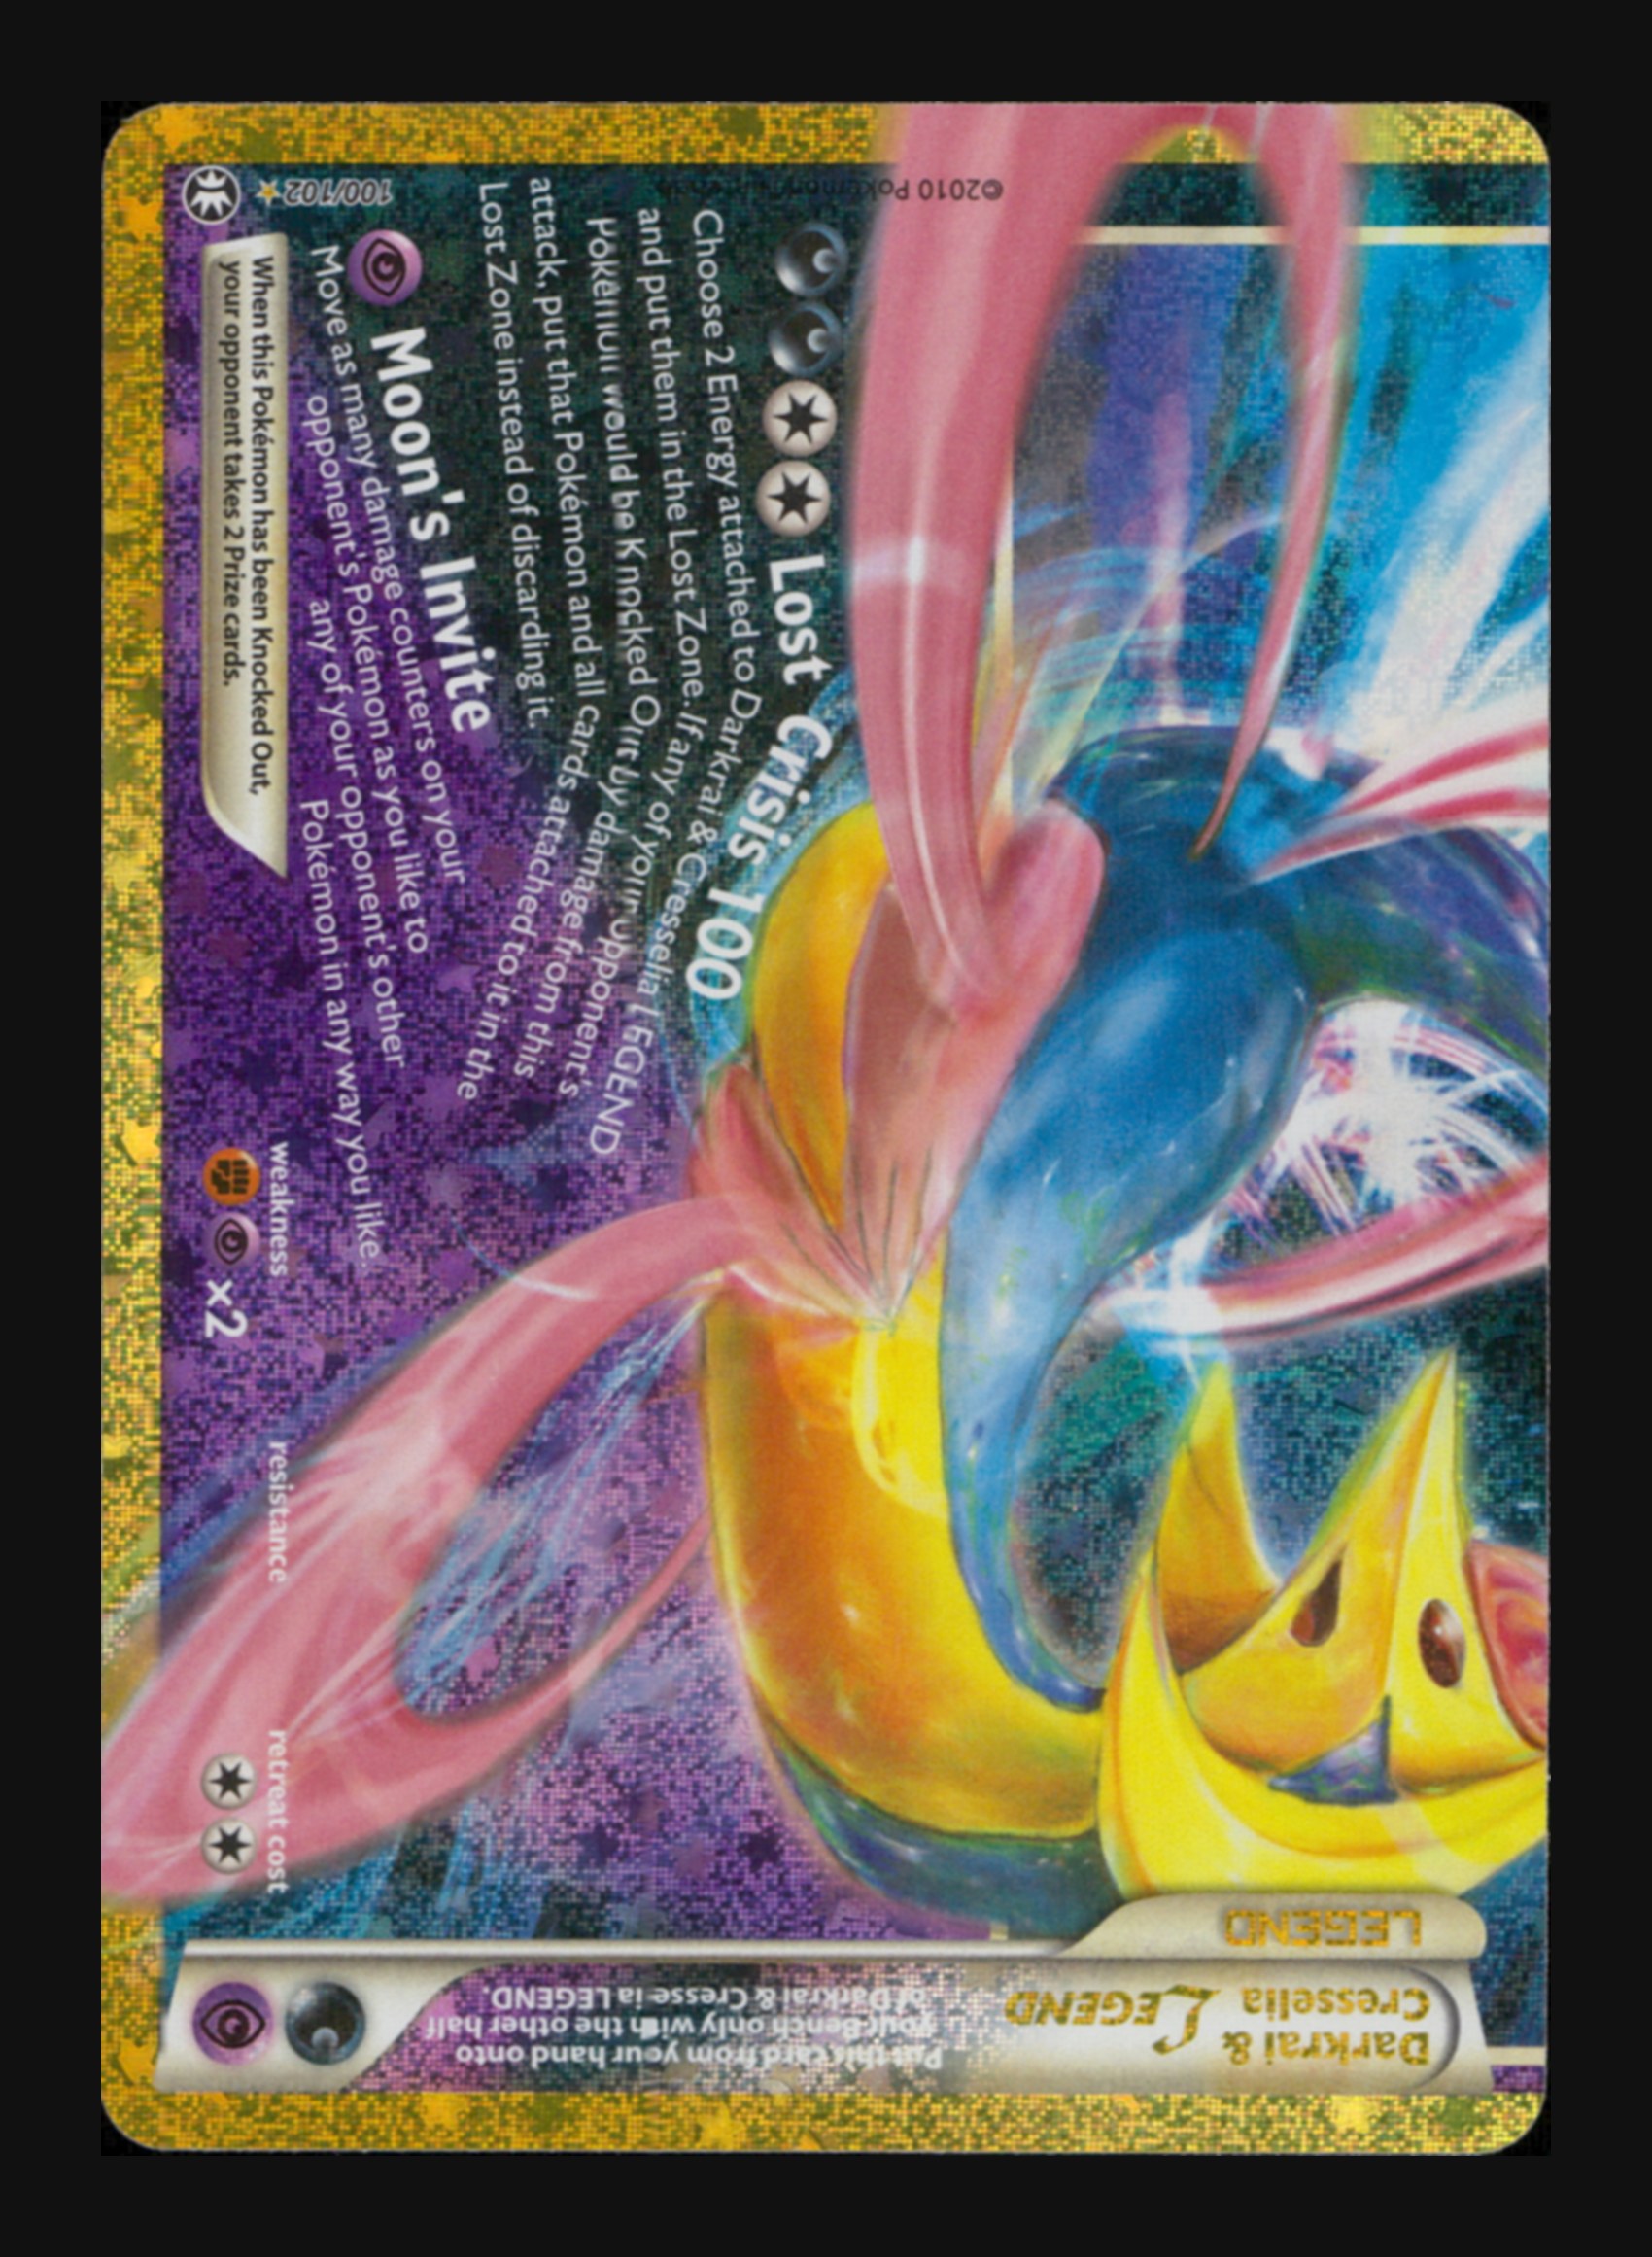 Darkrai &
Cresselia LEGEND
LEGEND
Put this card from your hand onto
your Bench only with the other half
of Darkrai & Cresselia LEGEND.
Lost Crisis 100
Choose 2 Energy attached to Darkrai & Cresselia LEGEND
and put them in the Lost Zone. If any of your opponent's
Pokémon would be Knocked Out by damage from this
attack, put that Pokémon and all cards attached to it in the
Lost Zone instead of discarding it.
Moon's Invite
Move as many damage counters on your
opponent's Pokémon as you like to
any of your opponent's other
Pokémon in any way you like.
When this Pokémon has been Knocked Out,
your opponent takes 2 Prize cards.
weakness
x2
resistance
retreat cost
100/102
©2010 Pokémon